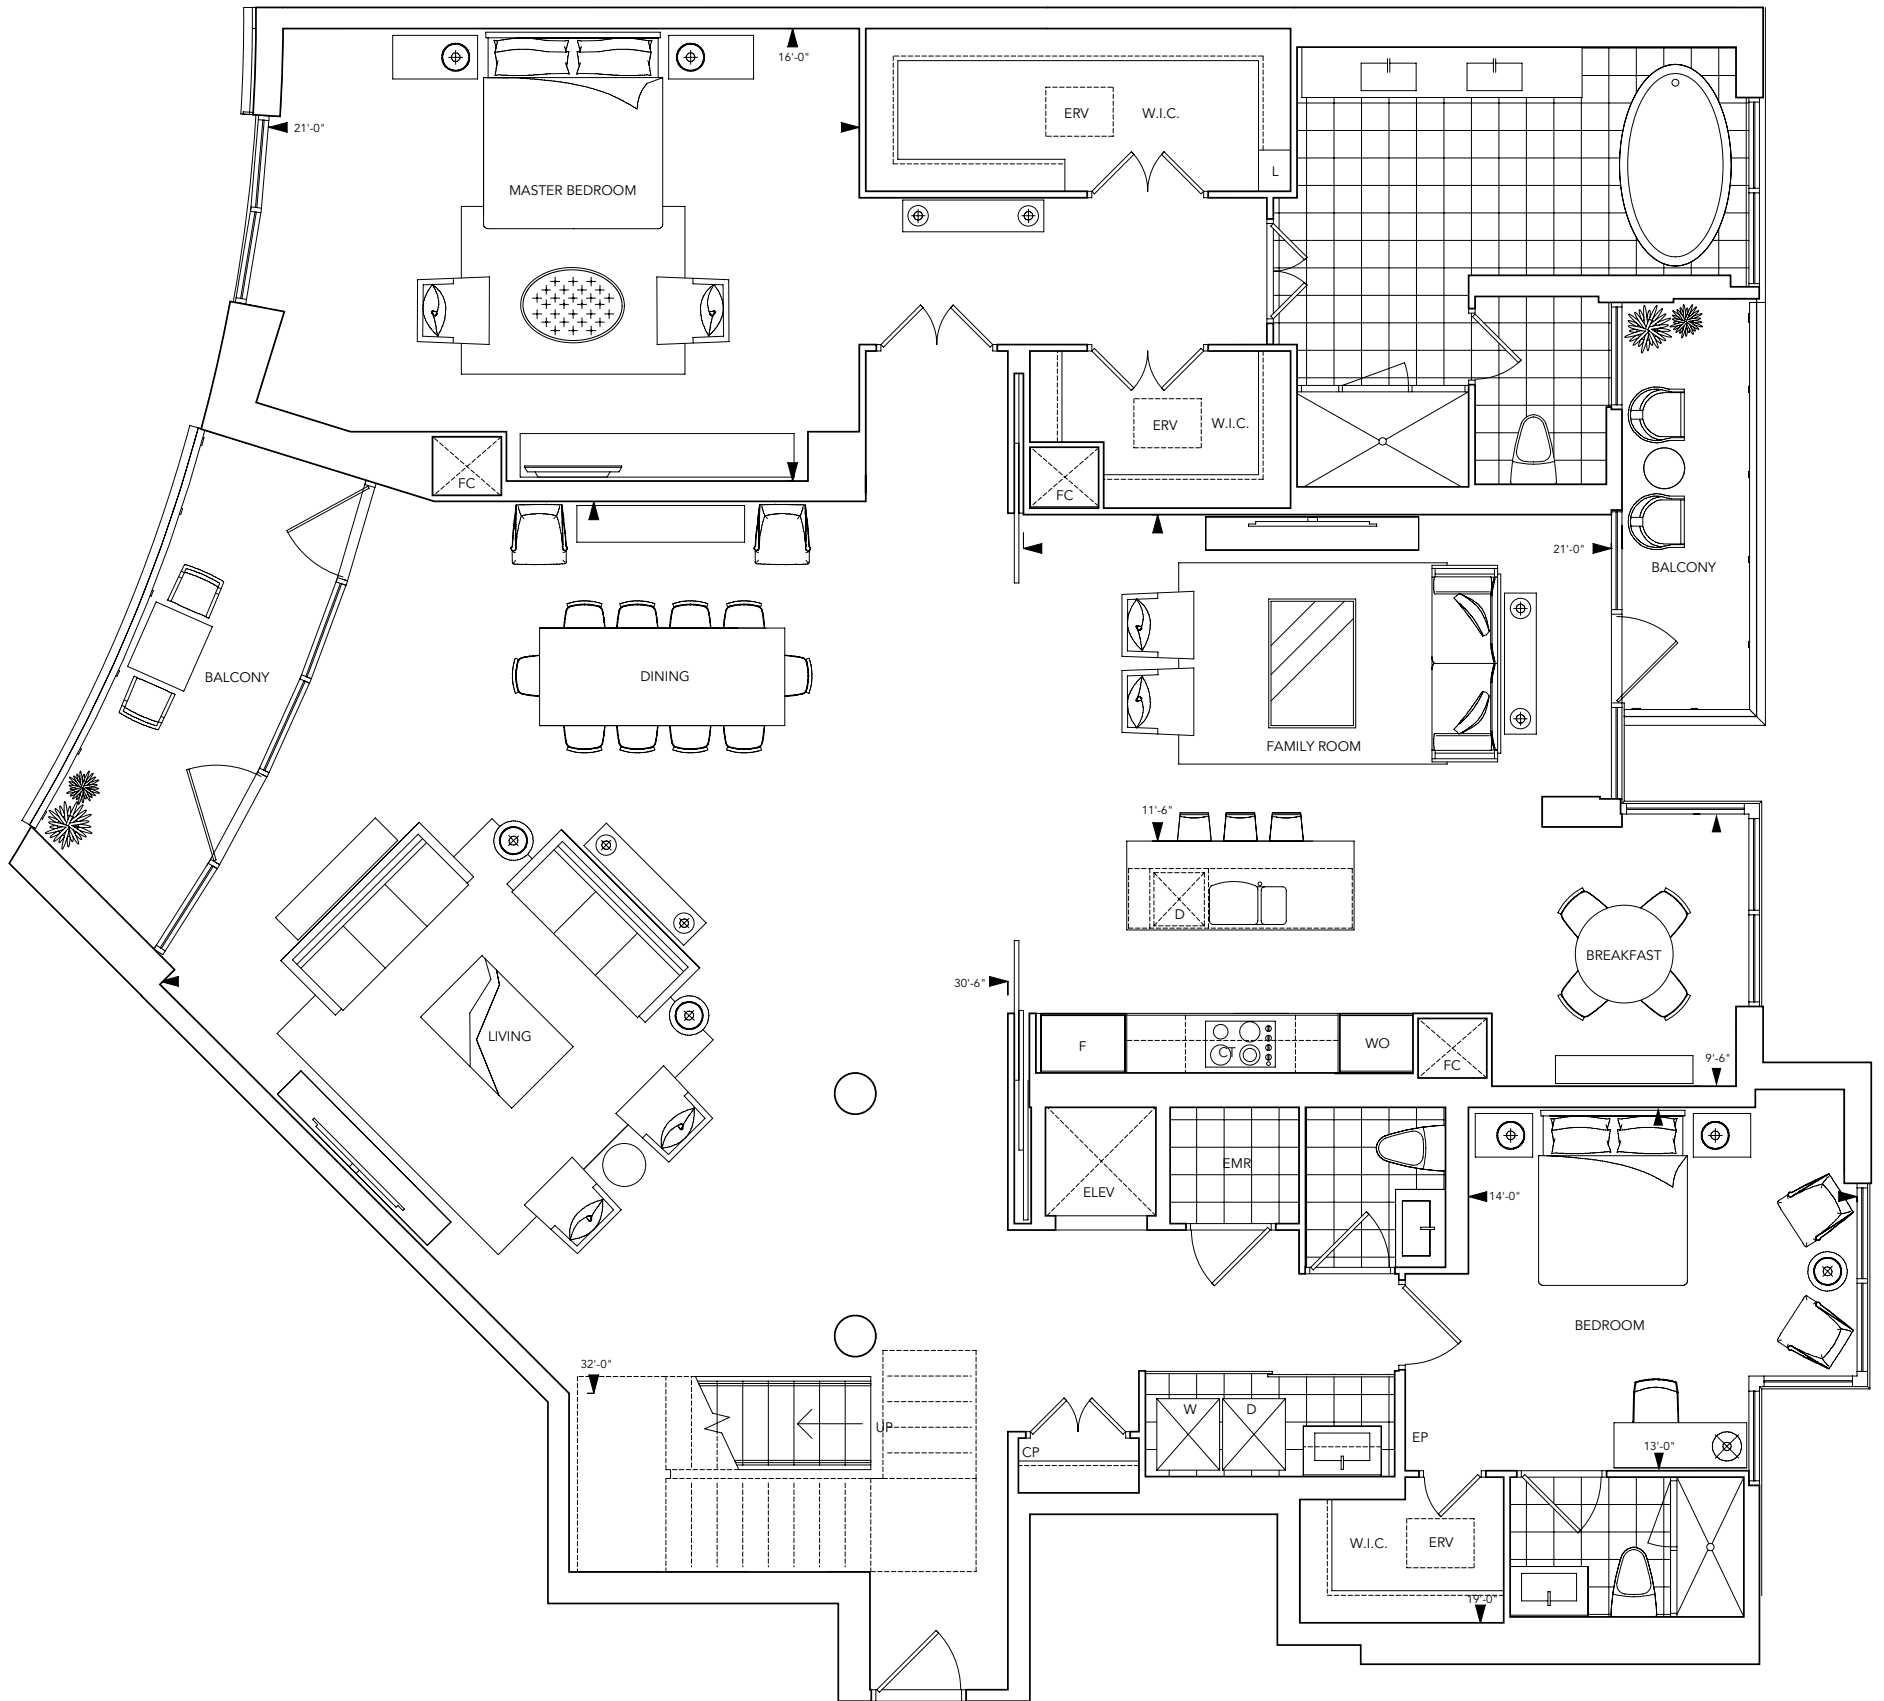 16'-0"
ERV
W.I.C.
21'-0"
L
MASTER BEDROOM
ERV
W.I.C.
FC
FC
21'-0"
BALCONY
DINING
BALCONY
FAMILY ROOM
11'-6"
D
BREAKFAST
30'-6"
LIVING
F
CT
WO
FC
9'-6"
EMR
ELEV
14'-0"
BEDROOM
32'-0"
W
D
UP
EP
CP
13'-0"
W.I.C.
ERV
19'-0"